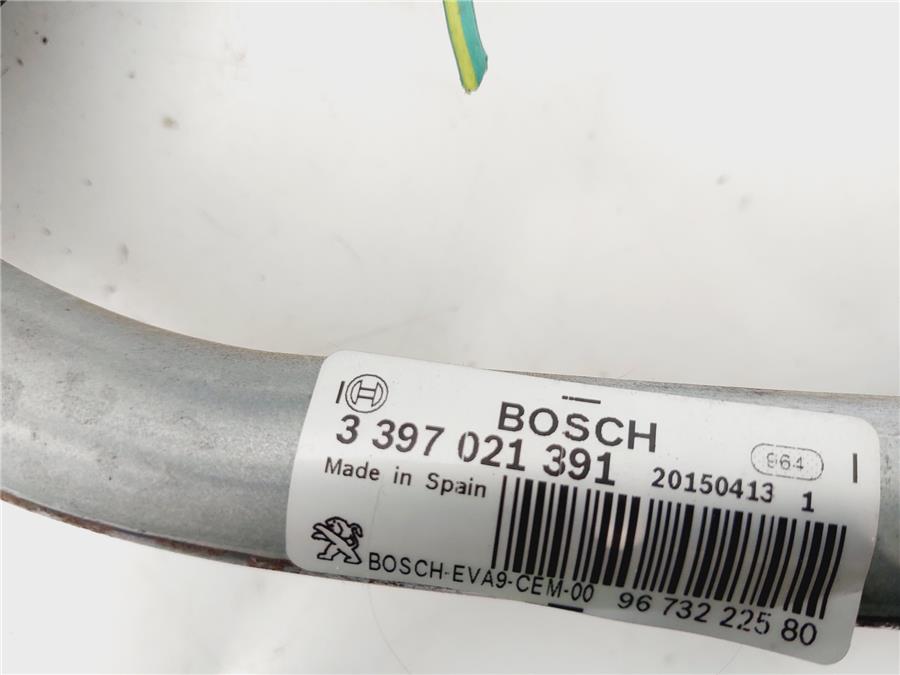 BOSCH
3 397 021 391
964
Made in Spain
20150413 1
BOSCH-EVA9-CEM-00
96 732 225 80